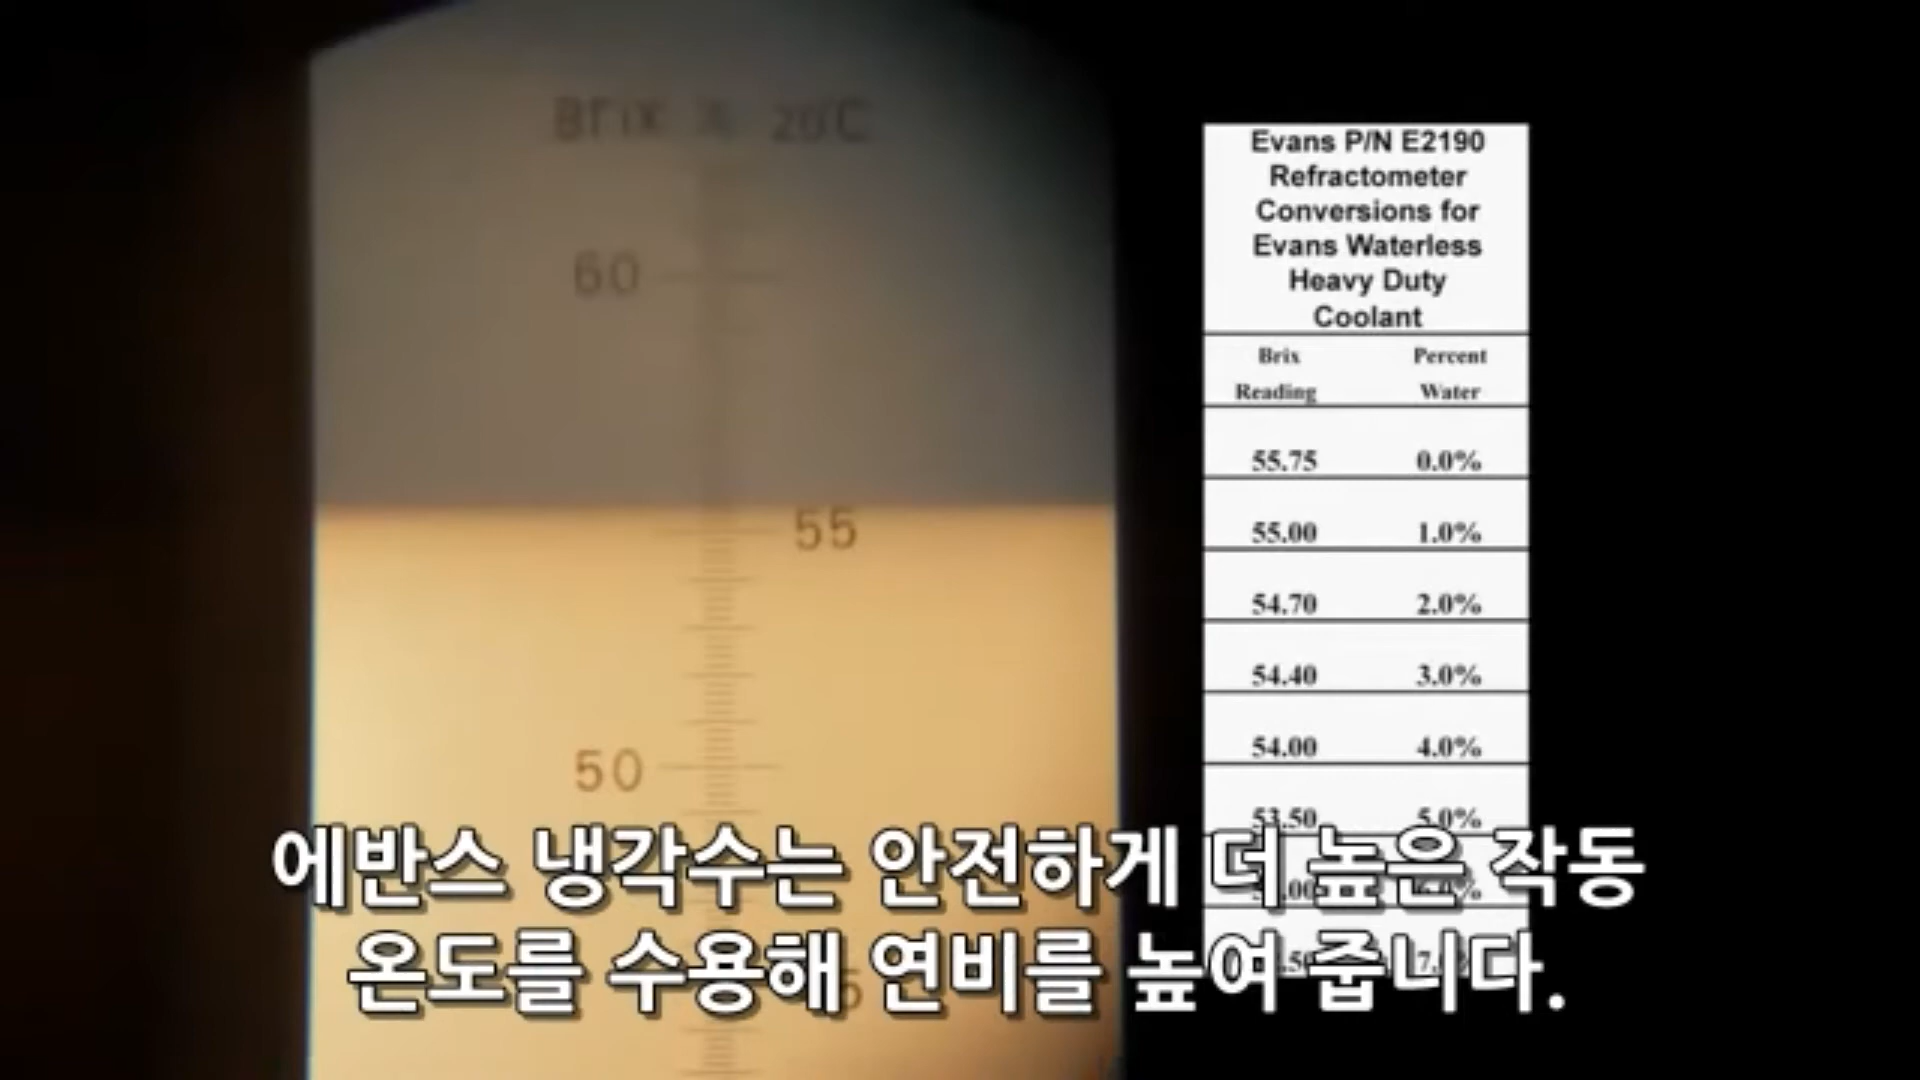 Brix % 20°C
60
55
50
Evans P/N E2190
Refractometer
Conversions for
Evans Waterless
Heavy Duty
Coolant
Brix Percent
Reading Water
55.75 0.0%
55.00 1.0%
54.70 2.0%
54.40 3.0%
54.00 4.0%
53.50 5.0%
에반스 냉각수는 안전하게 더 높은 작동
온도를 수용해 연비를 높여 줍니다.